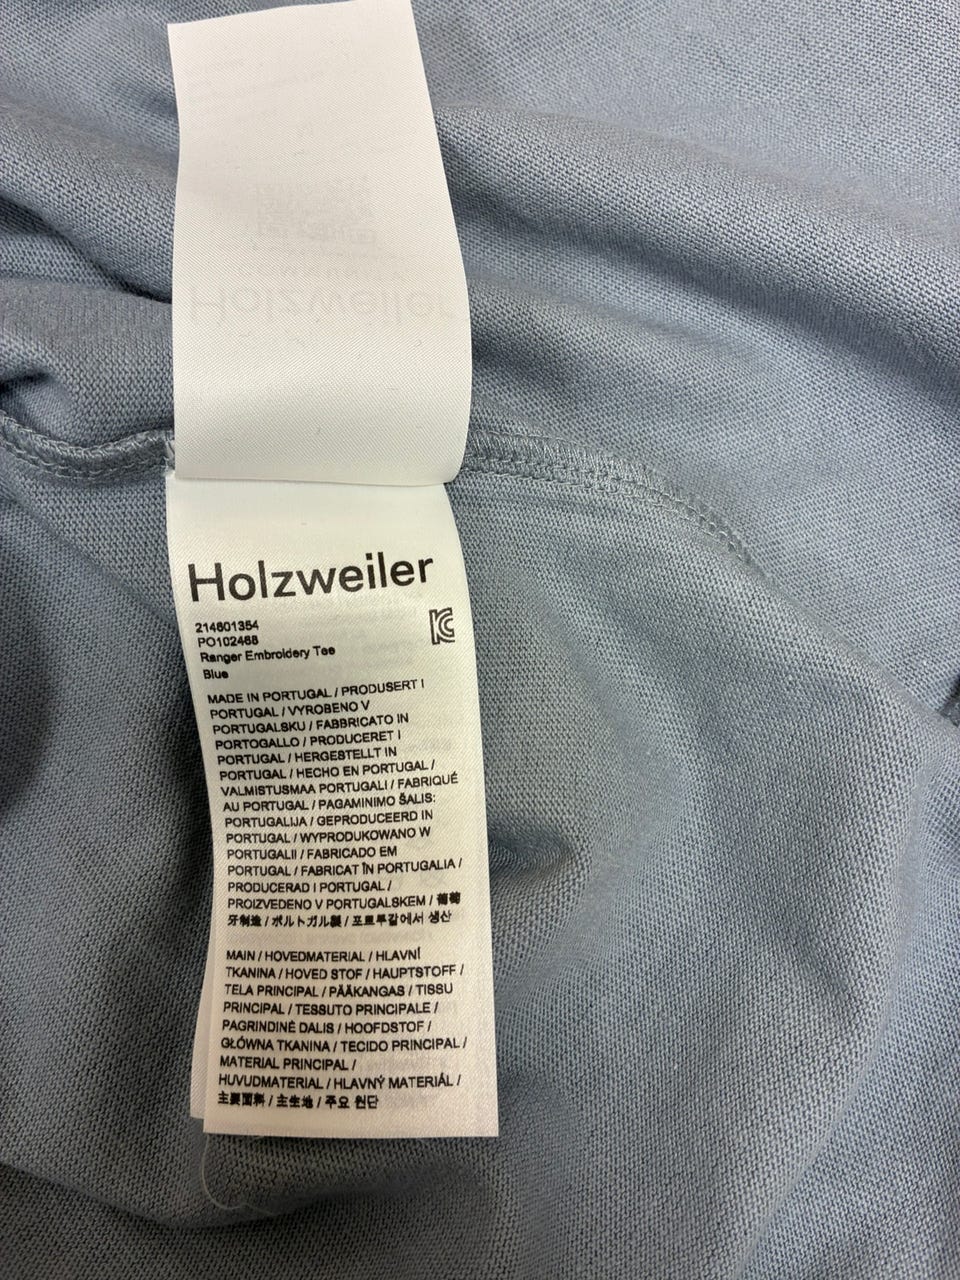 Holzweiler
214601354
PO102468
Ranger Embroidery Tee
Blue
MADE IN PORTUGAL / PRODUSERT I
PORTUGAL / VYROBENO V
PORTUGALSKU / FABBRICATO IN
PORTOGALLO / PRODUCERET I
PORTUGAL / HERGESTELLT IN
PORTUGAL / HECHO EN PORTUGAL /
VALMISTUSMAA PORTUGALI / FABRIQUÉ
AU PORTUGAL / PAGAMINIMO ŠALIS:
PORTUGALIJA / GEPRODUCEERD IN
PORTUGAL / WYPRODUKOWANO W
PORTUGALII / FABRICADO EM
PORTUGAL / FABRICAT ÎN PORTUGALIA /
PRODUCERAD I PORTUGAL /
PROIZVEDENO V PORTUGALSKEM / 葡萄
牙制造 / ポルトガル製 / 포르투갈에서 생산
MAIN / HOVEDMATERIAL / HLAVNÍ
TKANINA / HOVED STOF / HAUPTSTOFF /
TELA PRINCIPAL / PÄÄKANGAS / TISSU
PRINCIPAL / TESSUTO PRINCIPALE /
PAGRINDINĖ DALIS / HOOFDSTOF /
GŁÓWNA TKANINA / TECIDO PRINCIPAL /
MATERIAL PRINCIPAL /
HUVUDMATERIAL / HLAVNÝ MATERIÁL /
主要面料 / 主生地 / 주요 원단